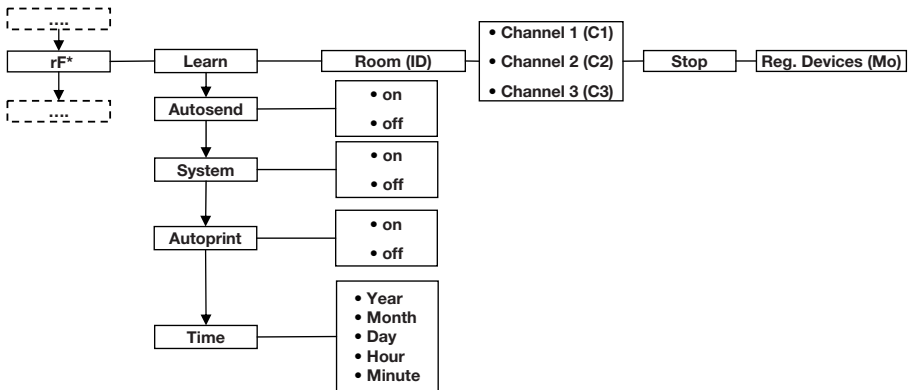 ....
rF*
....
Learn
Room (ID)
• Channel 1 (C1)
• Channel 2 (C2)
• Channel 3 (C3)
Stop
Reg. Devices (Mo)
Autosend
• on
• off
System
• on
• off
Autoprint
• on
• off
Time
• Year
• Month
• Day
• Hour
• Minute